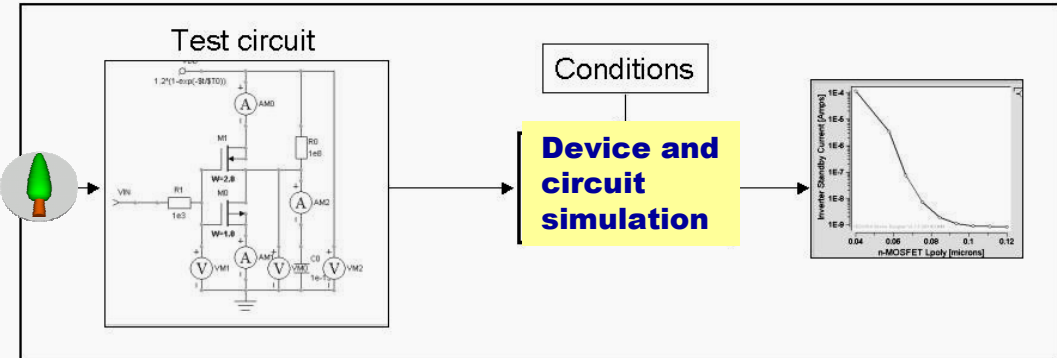 Test circuit
1.2*(1-exp(-$t/$T0))
A
AM0
M1
R0
1e6
W=2.0
VIN
R1
1e3
M0
A
AM2
W=1.0
V
VM1
A
V
VM0
C0
V
VM2
Conditions
Device and
circuit
simulation
Inverter Standby Current [Amps]
1E-4
1E-5
1E-6
1E-7
1E-8
1E-9
0.04
0.06
0.08
0.1
0.12
n-MOSFET Lpoly [microns]